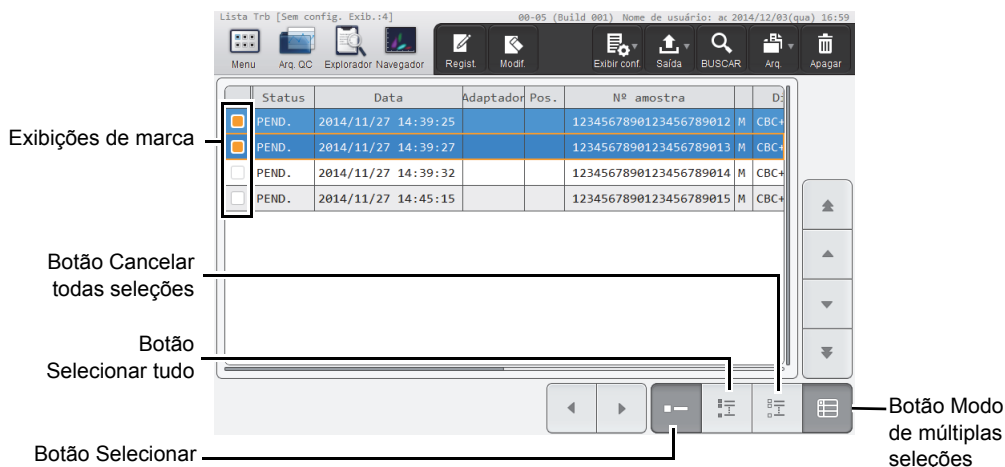 Lista Trb [Sem config. Exib.:4] 00-05 (Build 001) Nome de usuário: ac 2014/12/03(qua) 16:59
Menu Arq. QC Explorador Navegador Regist. Modif. Exibir conf. Saída BUSCAR Arq. Apagar
Status Data Adaptador Pos. Nº amostra Di
PEND. 2014/11/27 14:39:25 1234567890123456789012 M CBC+
PEND. 2014/11/27 14:39:27 1234567890123456789013 M CBC+
PEND. 2014/11/27 14:39:32 1234567890123456789014 M CBC+
PEND. 2014/11/27 14:45:15 1234567890123456789015 M CBC+
Exibições de marca
Botão Cancelar
todas seleções
Botão
Selecionar tudo
Botão Selecionar
Botão Modo
de múltiplas
seleções